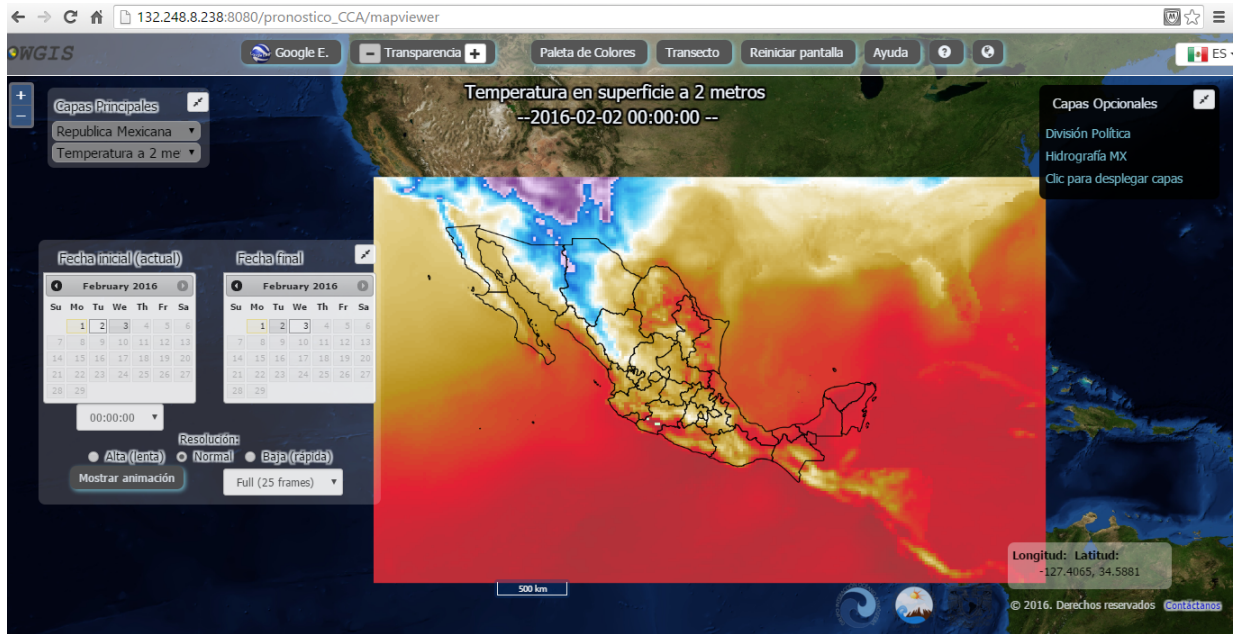 132.248.8.238:8080/pronostico_CCA/mapviewer
OWGIS
Google E.
Transparencia
Paleta de Colores
Transecto
Reiniciar pantalla
Ayuda
?
ES
+
−
Capas Principales
Republica Mexicana
Temperatura a 2 me
Temperatura en superficie a 2 metros
--2016-02-02 00:00:00 --
Capas Opcionales
División Política
Hidrografía MX
Clic para desplegar capas
Fecha inicial (actual)
February 2016
Su Mo Tu We Th Fr Sa
1 2 3 4 5 6
7 8 9 10 11 12 13
14 15 16 17 18 19 20
21 22 23 24 25 26 27
28 29
00:00:00
Fecha final
February 2016
Su Mo Tu We Th Fr Sa
1 2 3 4 5 6
7 8 9 10 11 12 13
14 15 16 17 18 19 20
21 22 23 24 25 26 27
28 29
Resolución:
Alta (lenta) Normal Baja (rápida)
Mostrar animación
Full (25 frames)
500 km
Longitud: Latitud:
-127.4065, 34.5881
© 2016. Derechos reservados Contáctanos